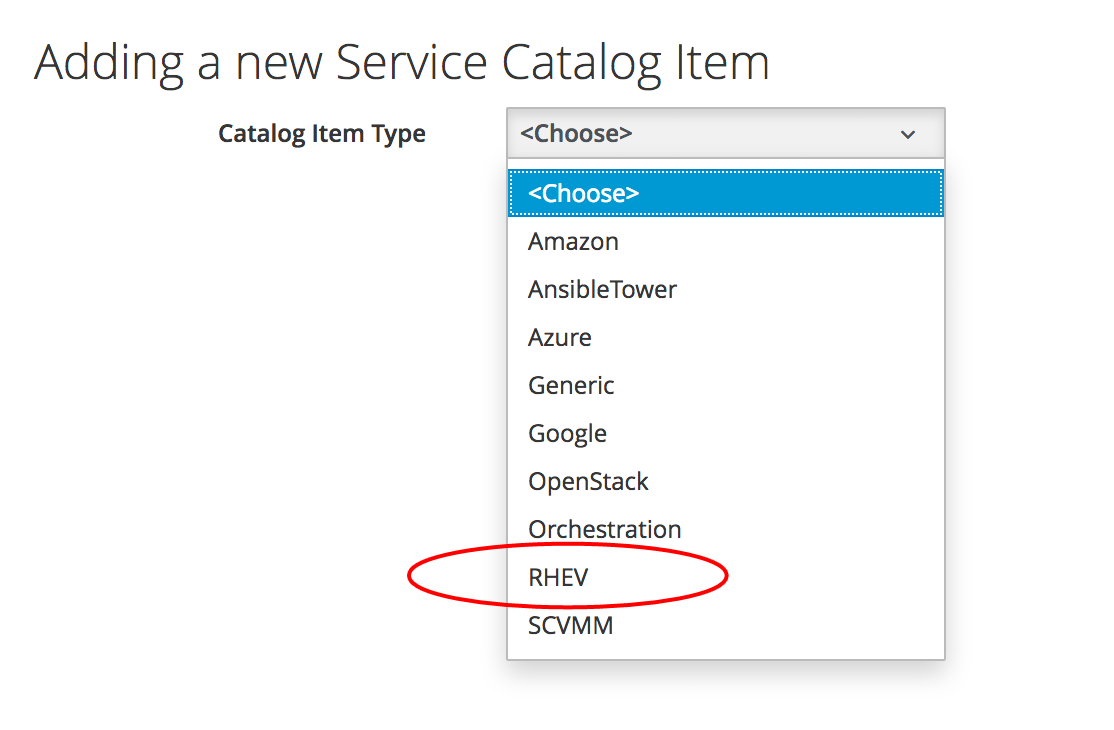 Adding a new Service Catalog Item
Catalog Item Type
<Choose>
<Choose>
Amazon
AnsibleTower
Azure
Generic
Google
OpenStack
Orchestration
RHEV
SCVMM